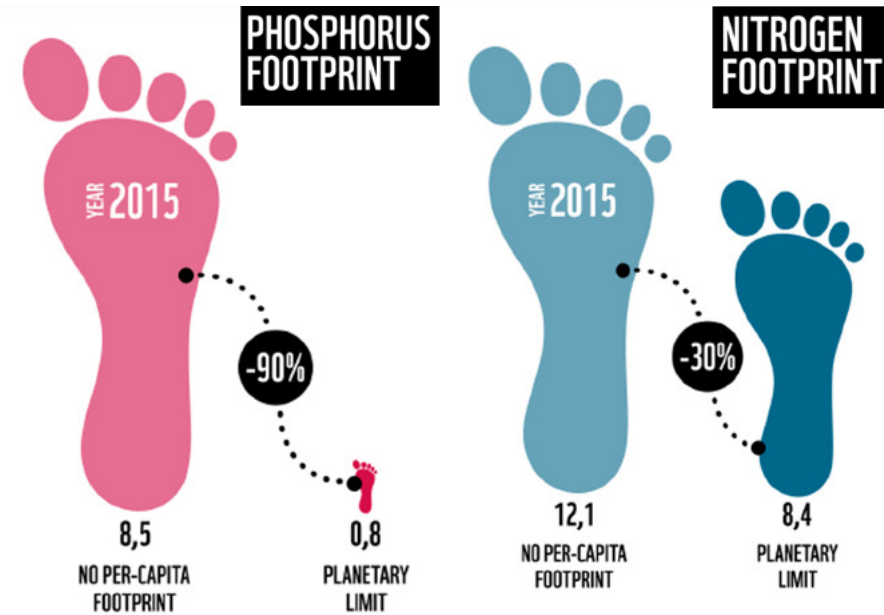 PHOSPHORUS
FOOTPRINT
YEAR 2015
-90%
8,5
NO PER-CAPITA
FOOTPRINT
0,8
PLANETARY
LIMIT
NITROGEN
FOOTPRINT
YEAR 2015
-30%
12,1
NO PER-CAPITA
FOOTPRINT
8,4
PLANETARY
LIMIT